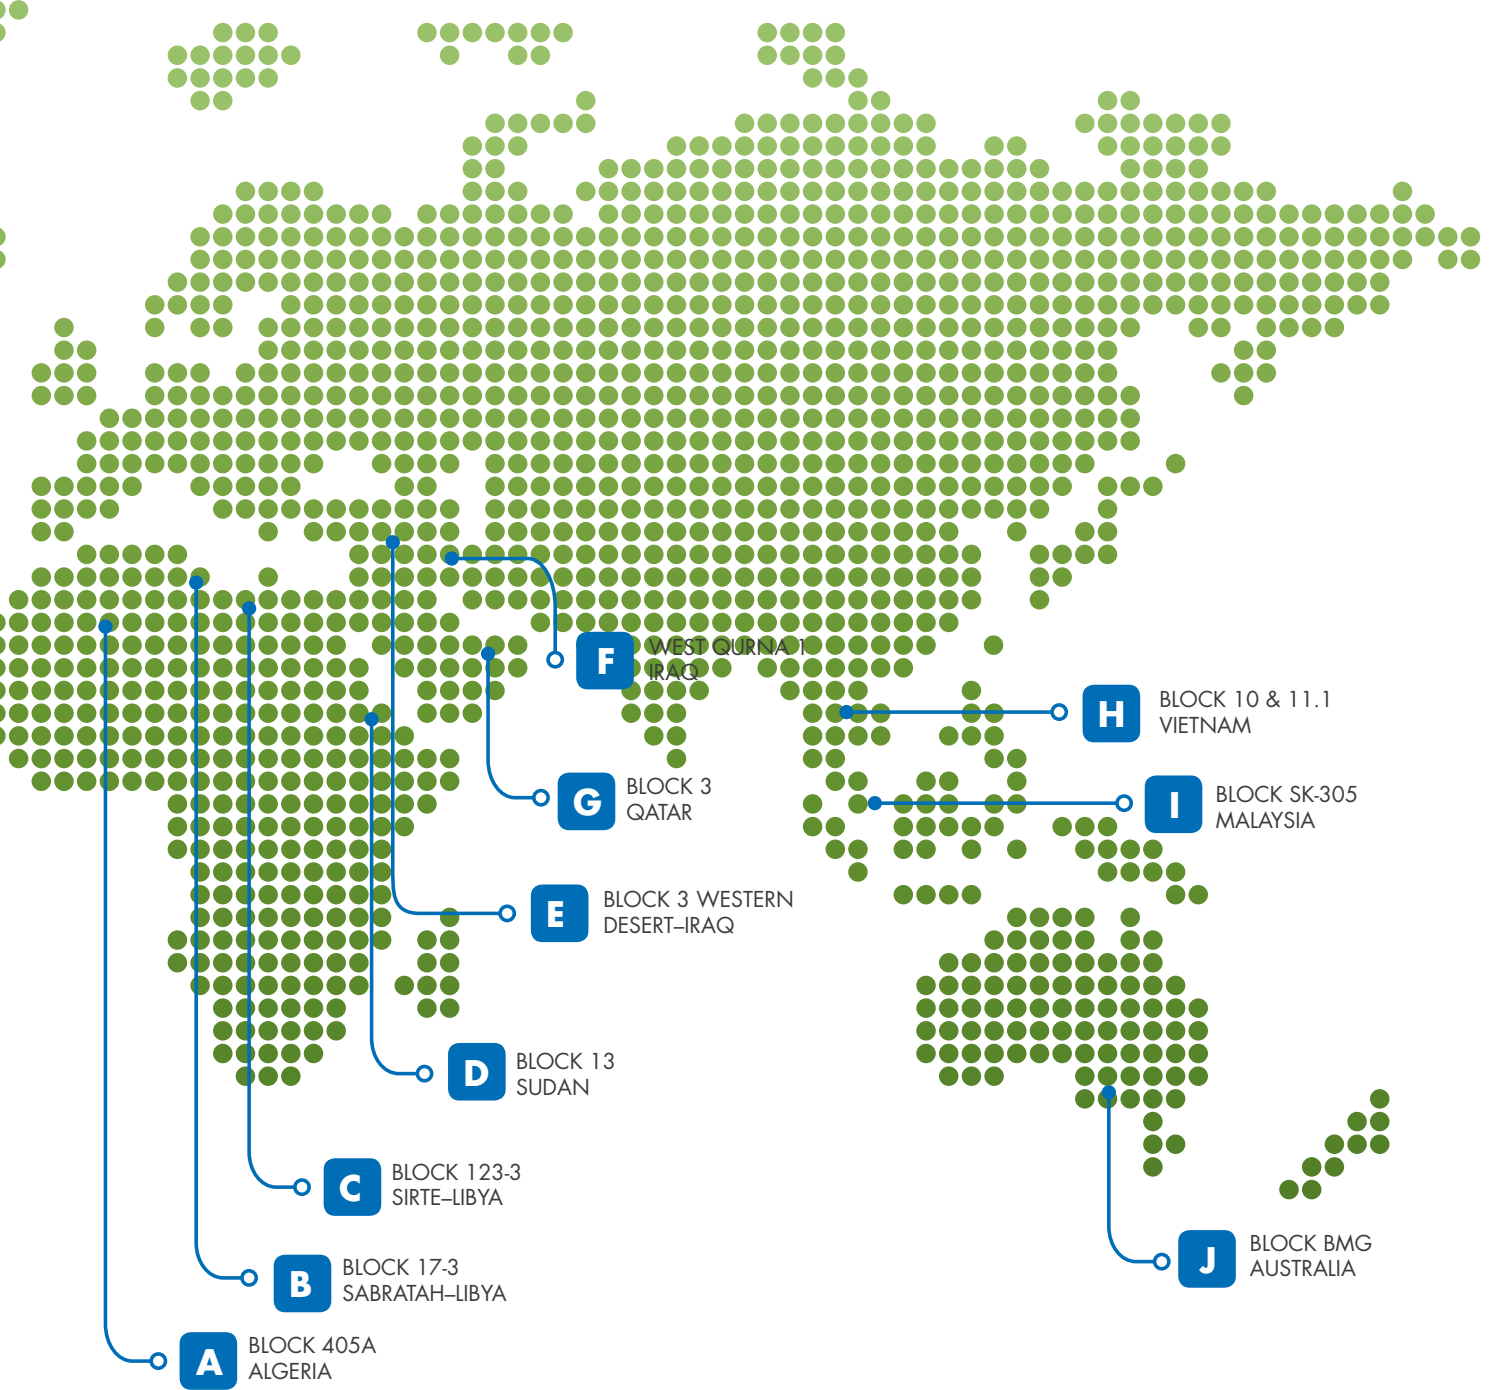 F
WEST QURNA 1
IRAQ
H
BLOCK 10 & 11.1
VIETNAM
G
BLOCK 3
QATAR
I
BLOCK SK-305
MALAYSIA
E
BLOCK 3 WESTERN
DESERT–IRAQ
D
BLOCK 13
SUDAN
C
BLOCK 123-3
SIRTE–LIBYA
J
BLOCK BMG
AUSTRALIA
B
BLOCK 17-3
SABRATAH–LIBYA
A
BLOCK 405A
ALGERIA